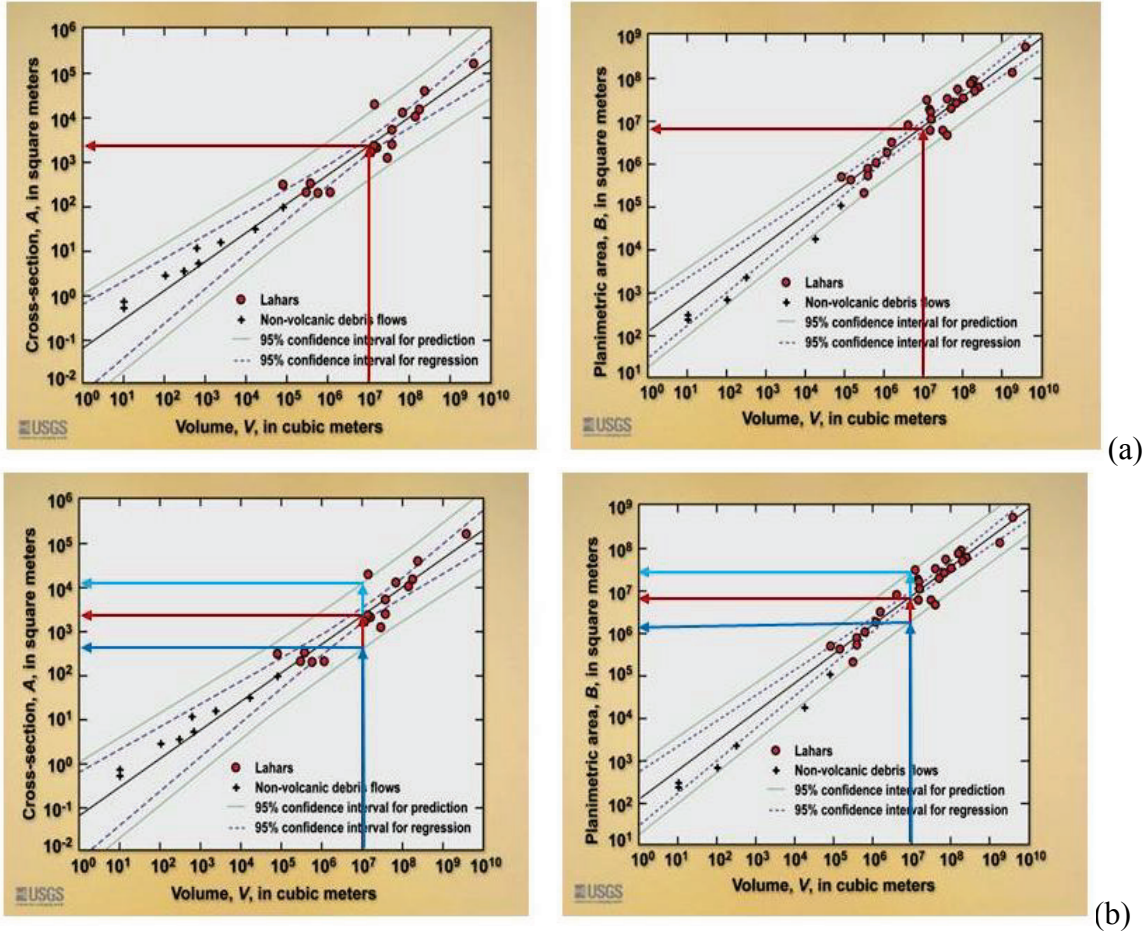 10⁶
10⁵
10⁴
10³
10²
10¹
10⁰
10⁻¹
10⁻²
Cross-section, A, in square meters
Lahars
Non-volcanic debris flows
95% confidence interval for prediction
95% confidence interval for regression
10⁰ 10¹ 10² 10³ 10⁴ 10⁵ 10⁶ 10⁷ 10⁸ 10⁹ 10¹⁰
Volume, V, in cubic meters
USGS
10⁹
10⁸
10⁷
10⁶
10⁵
10⁴
10³
10²
10¹
Planimetric area, B, in square meters
Lahars
Non-volcanic debris flows
95% confidence interval for prediction
95% confidence interval for regression
10⁰ 10¹ 10² 10³ 10⁴ 10⁵ 10⁶ 10⁷ 10⁸ 10⁹ 10¹⁰
Volume, V, in cubic meters
USGS
(a)
10⁶
10⁵
10⁴
10³
10²
10¹
10⁰
10⁻¹
10⁻²
Cross-section, A, in square meters
Lahars
Non-volcanic debris flows
95% confidence interval for prediction
95% confidence interval for regression
10⁰ 10¹ 10² 10³ 10⁴ 10⁵ 10⁶ 10⁷ 10⁸ 10⁹ 10¹⁰
Volume, V, in cubic meters
USGS
10⁹
10⁸
10⁷
10⁶
10⁵
10⁴
10³
10²
10¹
Planimetric area, B, in square meters
Lahars
Non-volcanic debris flows
95% confidence interval for prediction
95% confidence interval for regression
10⁰ 10¹ 10² 10³ 10⁴ 10⁵ 10⁶ 10⁷ 10⁸ 10⁹ 10¹⁰
Volume, V, in cubic meters
USGS
(b)